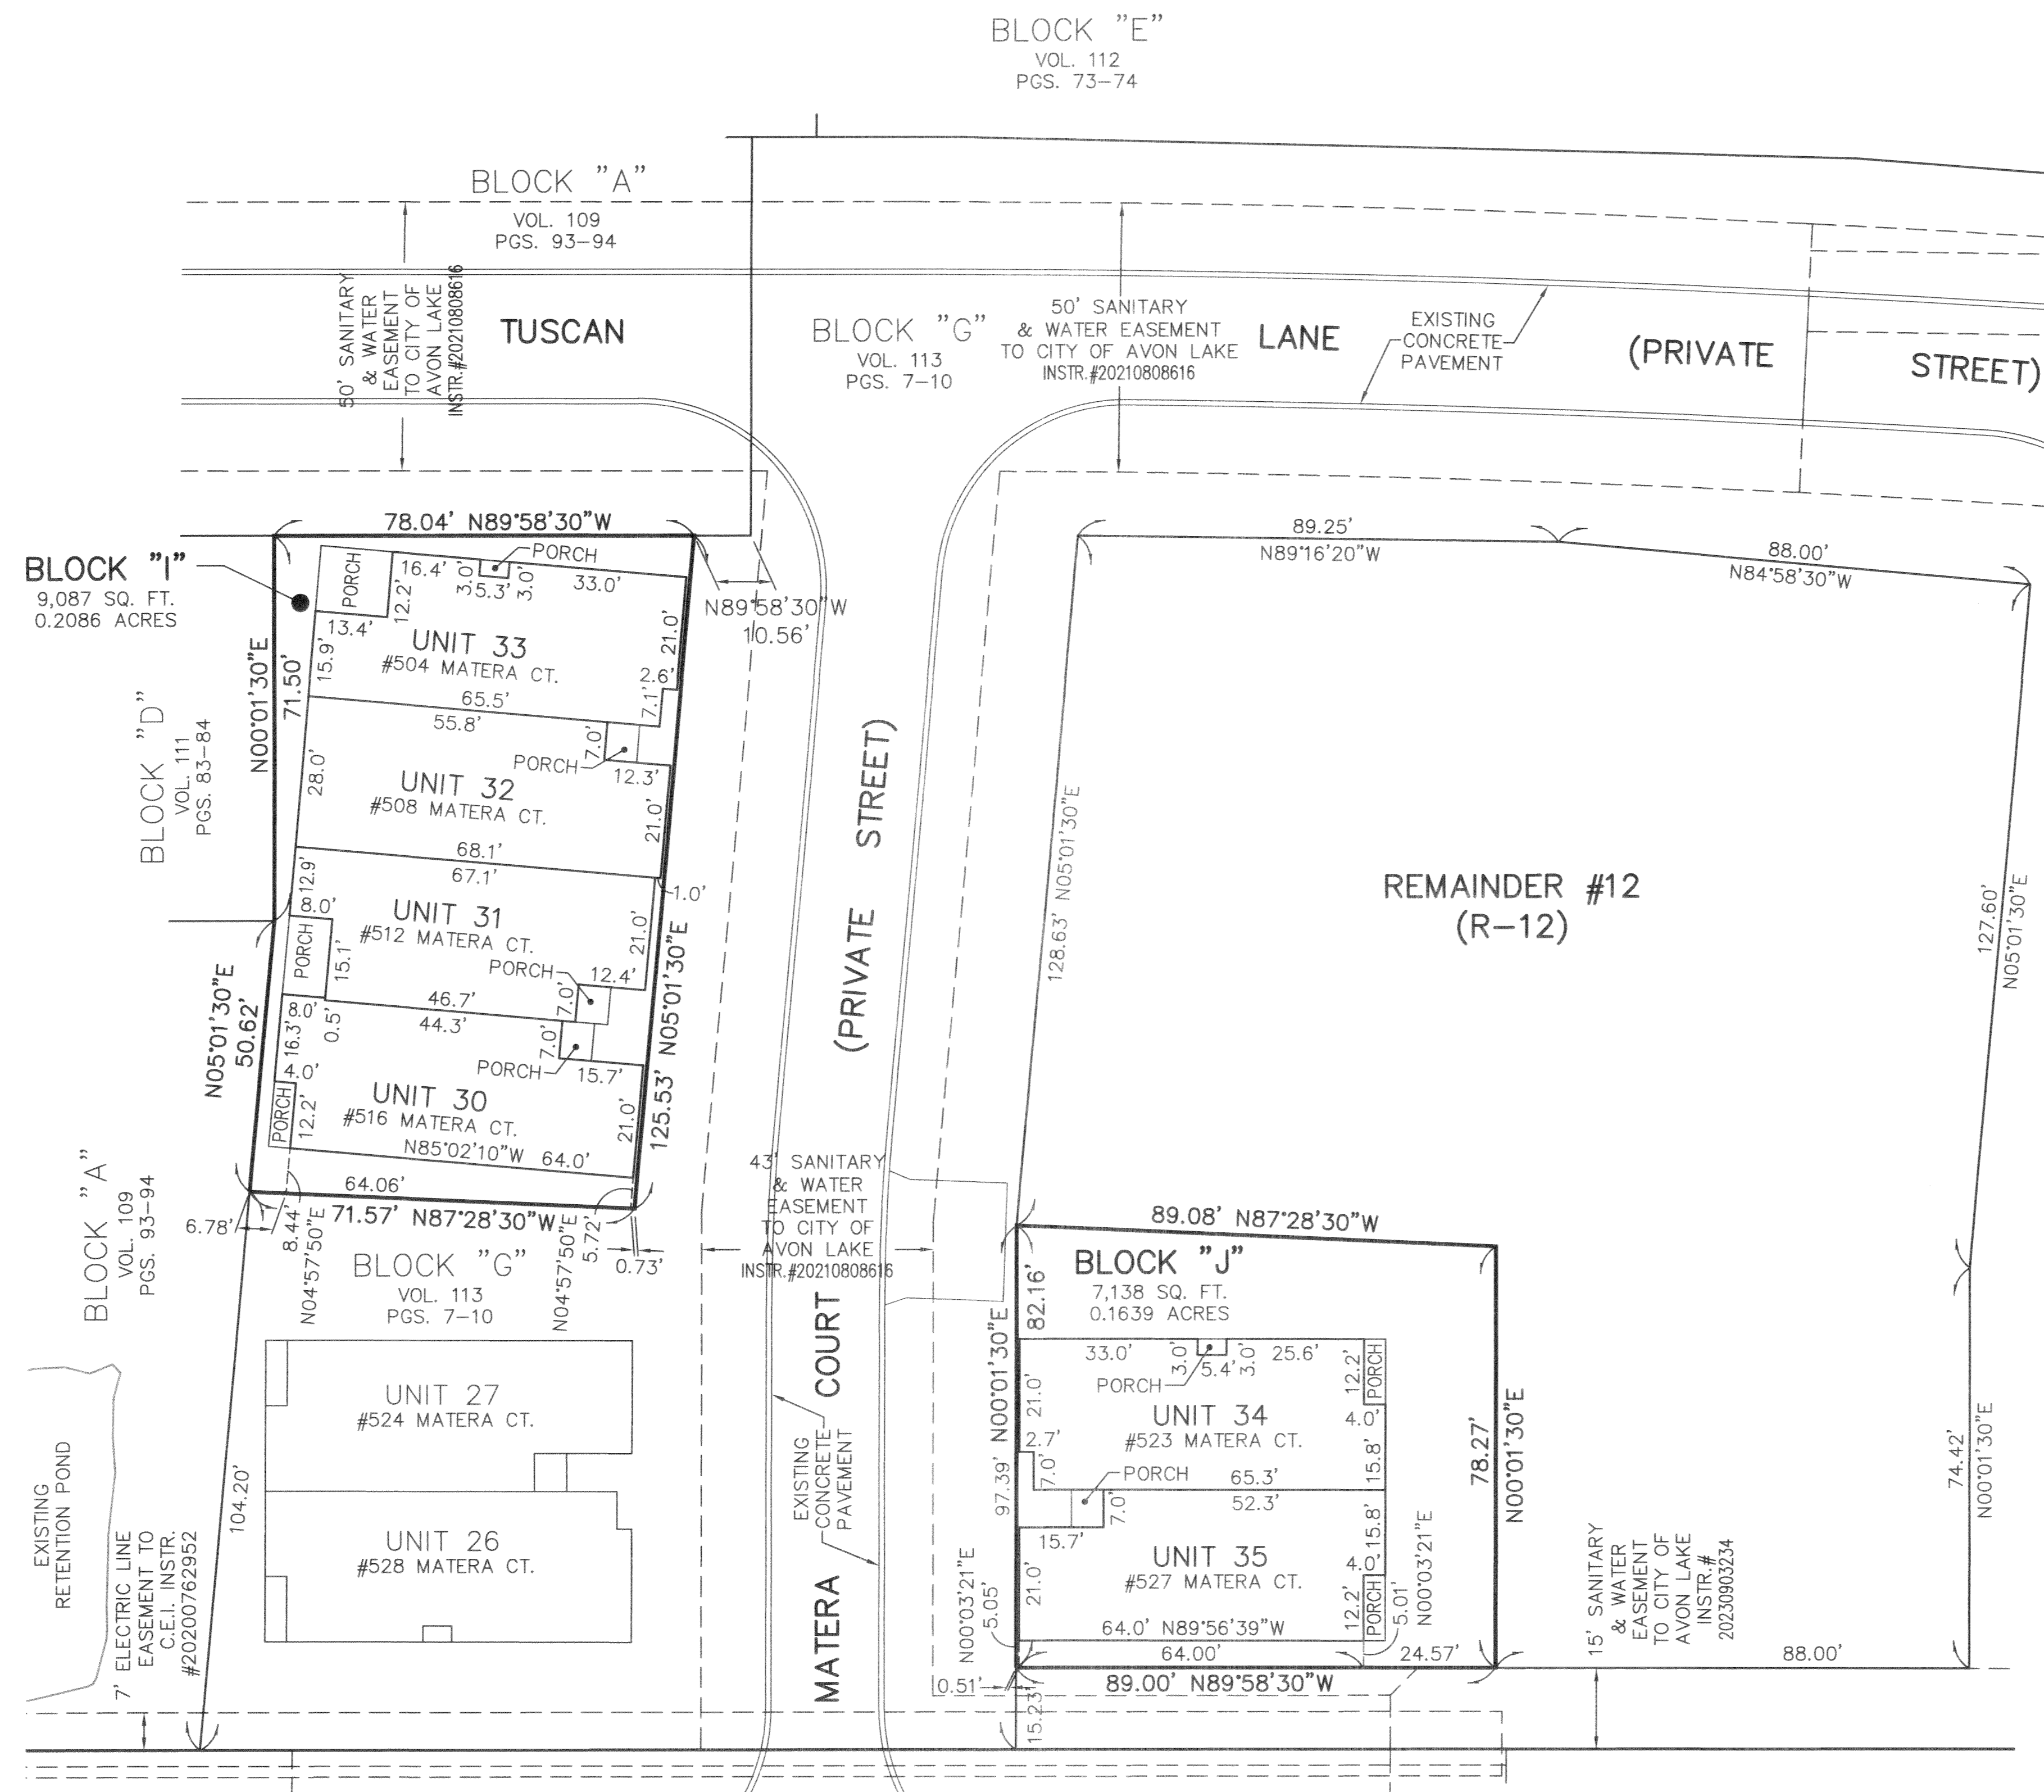 BLOCK "E"
VOL. 112
PGS. 73-74
BLOCK "A"
VOL. 109
PGS. 93-94
50' SANITARY
& WATER
EASEMENT
TO CITY OF
AVON LAKE
INSTR.#20210808616
TUSCAN
BLOCK "G"
VOL. 113
PGS. 7-10
50' SANITARY
& WATER EASEMENT
TO CITY OF AVON LAKE
INSTR.#20210808616
LANE
EXISTING
CONCRETE
PAVEMENT
(PRIVATE
STREET)
78.04' N89°58'30"W
BLOCK "I"
9,087 SQ. FT.
0.2086 ACRES
N00°01'30"E
71.50'
PORCH
16.4'
3.0'
5.3'
3.0'
PORCH
33.0'
12.2'
13.4'
15.9'
UNIT 33
#504 MATERA CT.
21.0'
2.6'
7.1'
65.5'
N89°58'30"W
10.56'
BLOCK "D"
VOL. 111
PGS. 83-84
55.8'
7.0'
PORCH
12.3'
28.0'
UNIT 32
#508 MATERA CT.
21.0'
68.1'
67.1'
1.0'
12.9'
8.0'
UNIT 31
#512 MATERA CT.
21.0'
PORCH
15.1'
PORCH
12.4'
7.0'
46.7'
N05°01'30"E
50.62'
8.0'
0.5'
44.3'
7.0'
16.3'
PORCH
15.7'
4.0'
UNIT 30
#516 MATERA CT.
21.0'
PORCH
12.2'
N85°02'10"W 64.0'
125.53' N05°01'30"E
64.06'
71.57' N87°28'30"W
6.78'
8.44'
N04°57'50"E
N04°57'50"E
5.72'
0.73'
BLOCK "A"
VOL. 109
PGS. 93-94
BLOCK "G"
VOL. 113
PGS. 7-10
UNIT 27
#524 MATERA CT.
UNIT 26
#528 MATERA CT.
104.20'
EXISTING
RETENTION POND
7' ELECTRIC LINE
EASEMENT TO
C.E.I. INSTR.
#20200762952
(PRIVATE STREET)
43' SANITARY
& WATER
EASEMENT
TO CITY OF
AVON LAKE
INSTR.#20210808616
MATERA COURT
EXISTING
CONCRETE
PAVEMENT
89.25'
N89°16'20"W
88.00'
N84°58'30"W
128.63' N05°01'30"E
REMAINDER #12
(R-12)
127.60'
N05°01'30"E
89.08' N87°28'30"W
BLOCK "J"
7,138 SQ. FT.
0.1639 ACRES
82.16'
97.39' N00°01'30"E
33.0'
3.0'
5.4'
3.0'
25.6'
PORCH
12.2'
PORCH
21.0'
UNIT 34
#523 MATERA CT.
4.0'
2.7'
7.0'
PORCH
65.3'
15.8'
52.3'
7.0'
15.7'
UNIT 35
#527 MATERA CT.
15.8'
4.0'
21.0'
12.2'
PORCH
64.0' N89°56'39"W
5.01'
N00°03'21"E
N00°03'21"E
5.05'
64.00'
24.57'
89.00' N89°58'30"W
0.51'
15.23'
78.27'
N00°01'30"E
15' SANITARY
& WATER
EASEMENT
TO CITY OF
AVON LAKE
INSTR.#
20230903234
88.00'
74.42'
N00°01'30"E